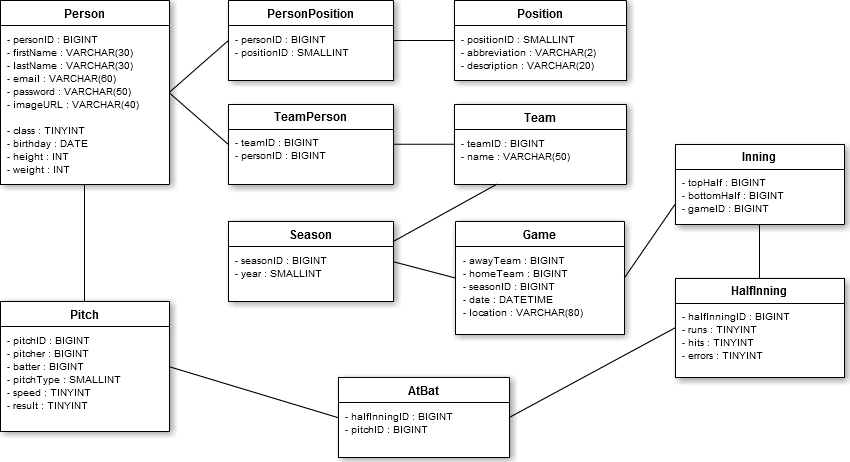 Person
- personID : BIGINT
- firstName : VARCHAR(30)
- lastName : VARCHAR(30)
- email : VARCHAR(60)
- password : VARCHAR(50)
- imageURL : VARCHAR(40)
- class : TINYINT
- birthday : DATE
- height : INT
- weight : INT
PersonPosition
- personID : BIGINT
- positionID : SMALLINT
Position
- positionID : SMALLINT
- abbreviation : VARCHAR(2)
- description : VARCHAR(20)
TeamPerson
- teamID : BIGINT
- personID : BIGINT
Team
- teamID : BIGINT
- name : VARCHAR(50)
Inning
- topHalf : BIGINT
- bottomHalf : BIGINT
- gameID : BIGINT
Season
- seasonID : BIGINT
- year : SMALLINT
Game
- awayTeam : BIGINT
- homeTeam : BIGINT
- seasonID : BIGINT
- date : DATETIME
- location : VARCHAR(80)
HalfInning
- halfInningID : BIGINT
- runs : TINYINT
- hits : TINYINT
- errors : TINYINT
Pitch
- pitchID : BIGINT
- pitcher : BIGINT
- batter : BIGINT
- pitchType : SMALLINT
- speed : TINYINT
- result : TINYINT
AtBat
- halfInningID : BIGINT
- pitchID : BIGINT